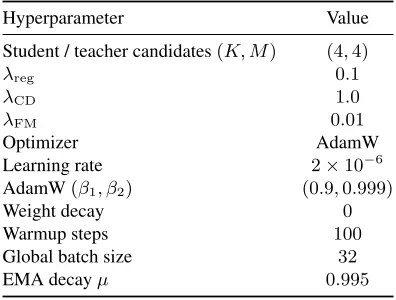 Hyperparameter Value
Student / teacher candidates (K, M) (4, 4)
λreg 0.1
λCD 1.0
λFM 0.01
Optimizer AdamW
Learning rate 2 × 10⁻⁶
AdamW (β₁, β₂) (0.9, 0.999)
Weight decay 0
Warmup steps 100
Global batch size 32
EMA decay μ 0.995